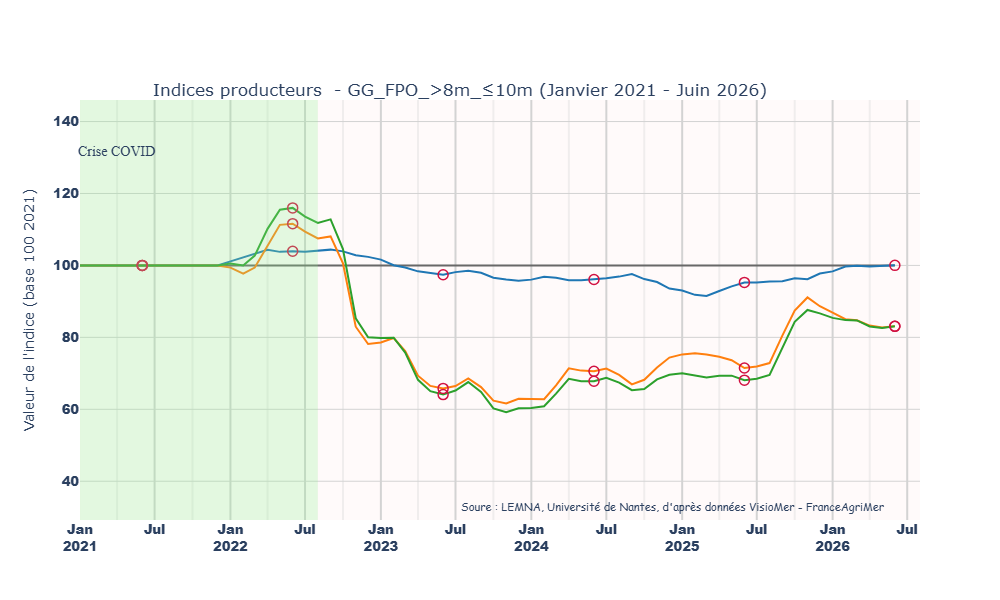 Indices producteurs - GG_FPO_>8m_≤10m (Janvier 2021 - Juin 2026)
140
Crise COVID
120
100
80
60
40
Valeur de l'indice (base 100 2021)
Soure : LEMNA, Université de Nantes, d'après données VisioMer - FranceAgriMer
Jan Jul Jan Jul Jan Jul Jan Jul Jan Jul Jan Jul
2021 2022 2023 2024 2025 2026